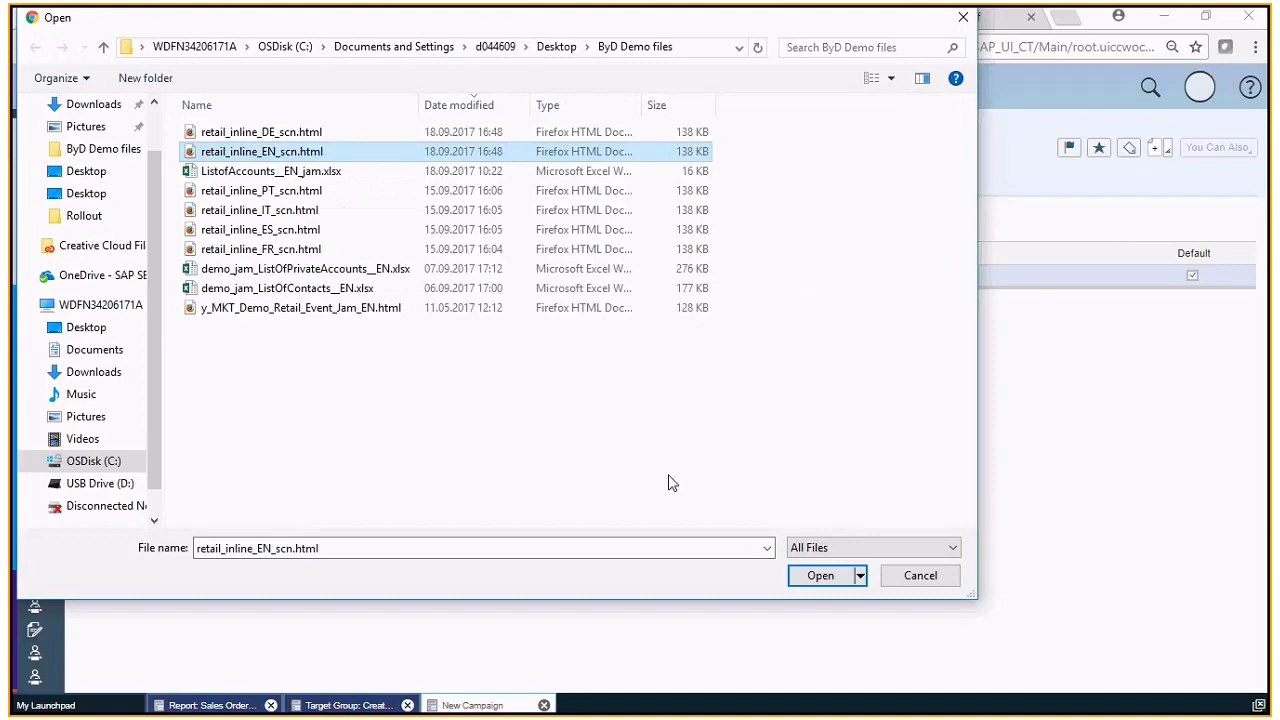 Open
WDFN34206171A > OSDisk (C:) > Documents and Settings > d044609 > Desktop > ByD Demo files
Search ByD Demo files
AP_UI_CT/Main/root.uiccwoc...
Organize
New folder
You Can Also
Default
Name
Date modified
Type
Size
retail_inline_DE_scn.html 18.09.2017 16:48 Firefox HTML Doc... 138 KB
retail_inline_EN_scn.html 18.09.2017 16:48 Firefox HTML Doc... 138 KB
ListofAccounts__EN_jam.xlsx 18.09.2017 10:22 Microsoft Excel W... 16 KB
retail_inline_PT_scn.html 15.09.2017 16:06 Firefox HTML Doc... 138 KB
retail_inline_IT_scn.html 15.09.2017 16:05 Firefox HTML Doc... 138 KB
retail_inline_ES_scn.html 15.09.2017 16:05 Firefox HTML Doc... 138 KB
retail_inline_FR_scn.html 15.09.2017 16:04 Firefox HTML Doc... 138 KB
demo_jam_ListOfPrivateAccounts__EN.xlsx 07.09.2017 17:12 Microsoft Excel W... 276 KB
demo_jam_ListOfContacts__EN.xlsx 06.09.2017 17:00 Microsoft Excel W... 177 KB
y_MKT_Demo_Retail_Event_Jam_EN.html 11.05.2017 12:12 Firefox HTML Doc... 128 KB
Downloads
Pictures
ByD Demo files
Desktop
Desktop
Rollout
Creative Cloud Fil
OneDrive - SAP SE
WDFN34206171A
Desktop
Documents
Downloads
Music
Pictures
Videos
OSDisk (C:)
USB Drive (D:)
Disconnected Ne
File name: retail_inline_EN_scn.html
All Files
Open
Cancel
My Launchpad
Report: Sales Order...
Target Group: Creat...
New Campaign